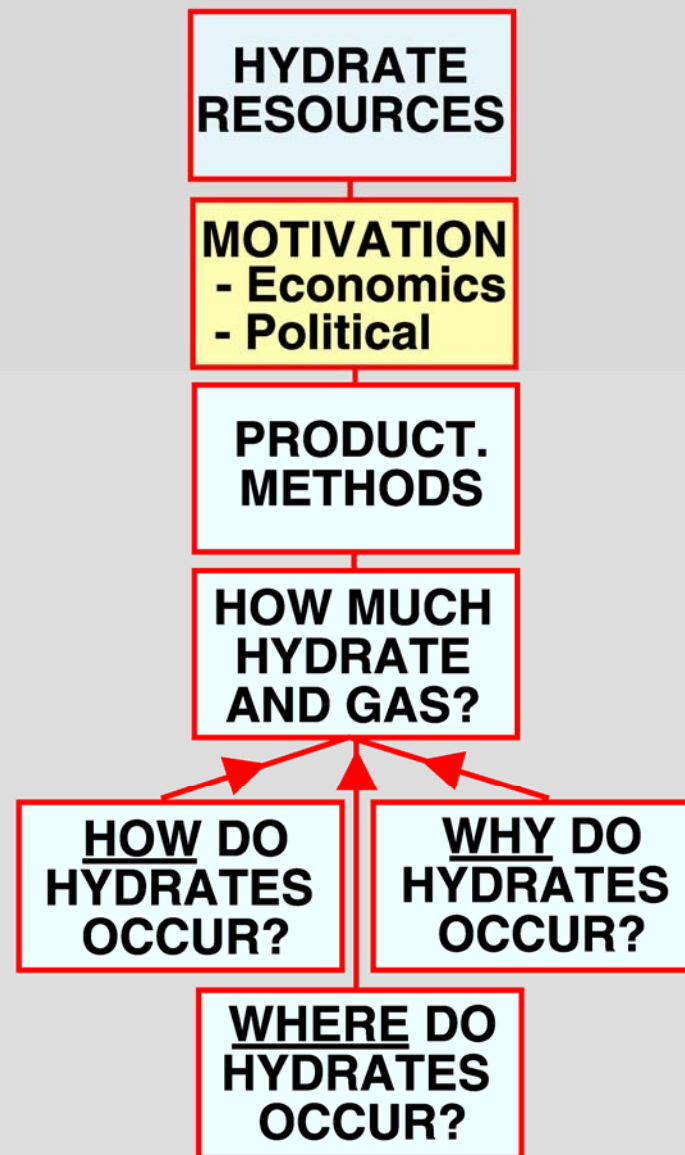 HYDRATE
RESOURCES
MOTIVATION
- Economics
- Political
PRODUCT.
METHODS
HOW MUCH
HYDRATE
AND GAS?
HOW DO
HYDRATES
OCCUR?
WHY DO
HYDRATES
OCCUR?
WHERE DO
HYDRATES
OCCUR?